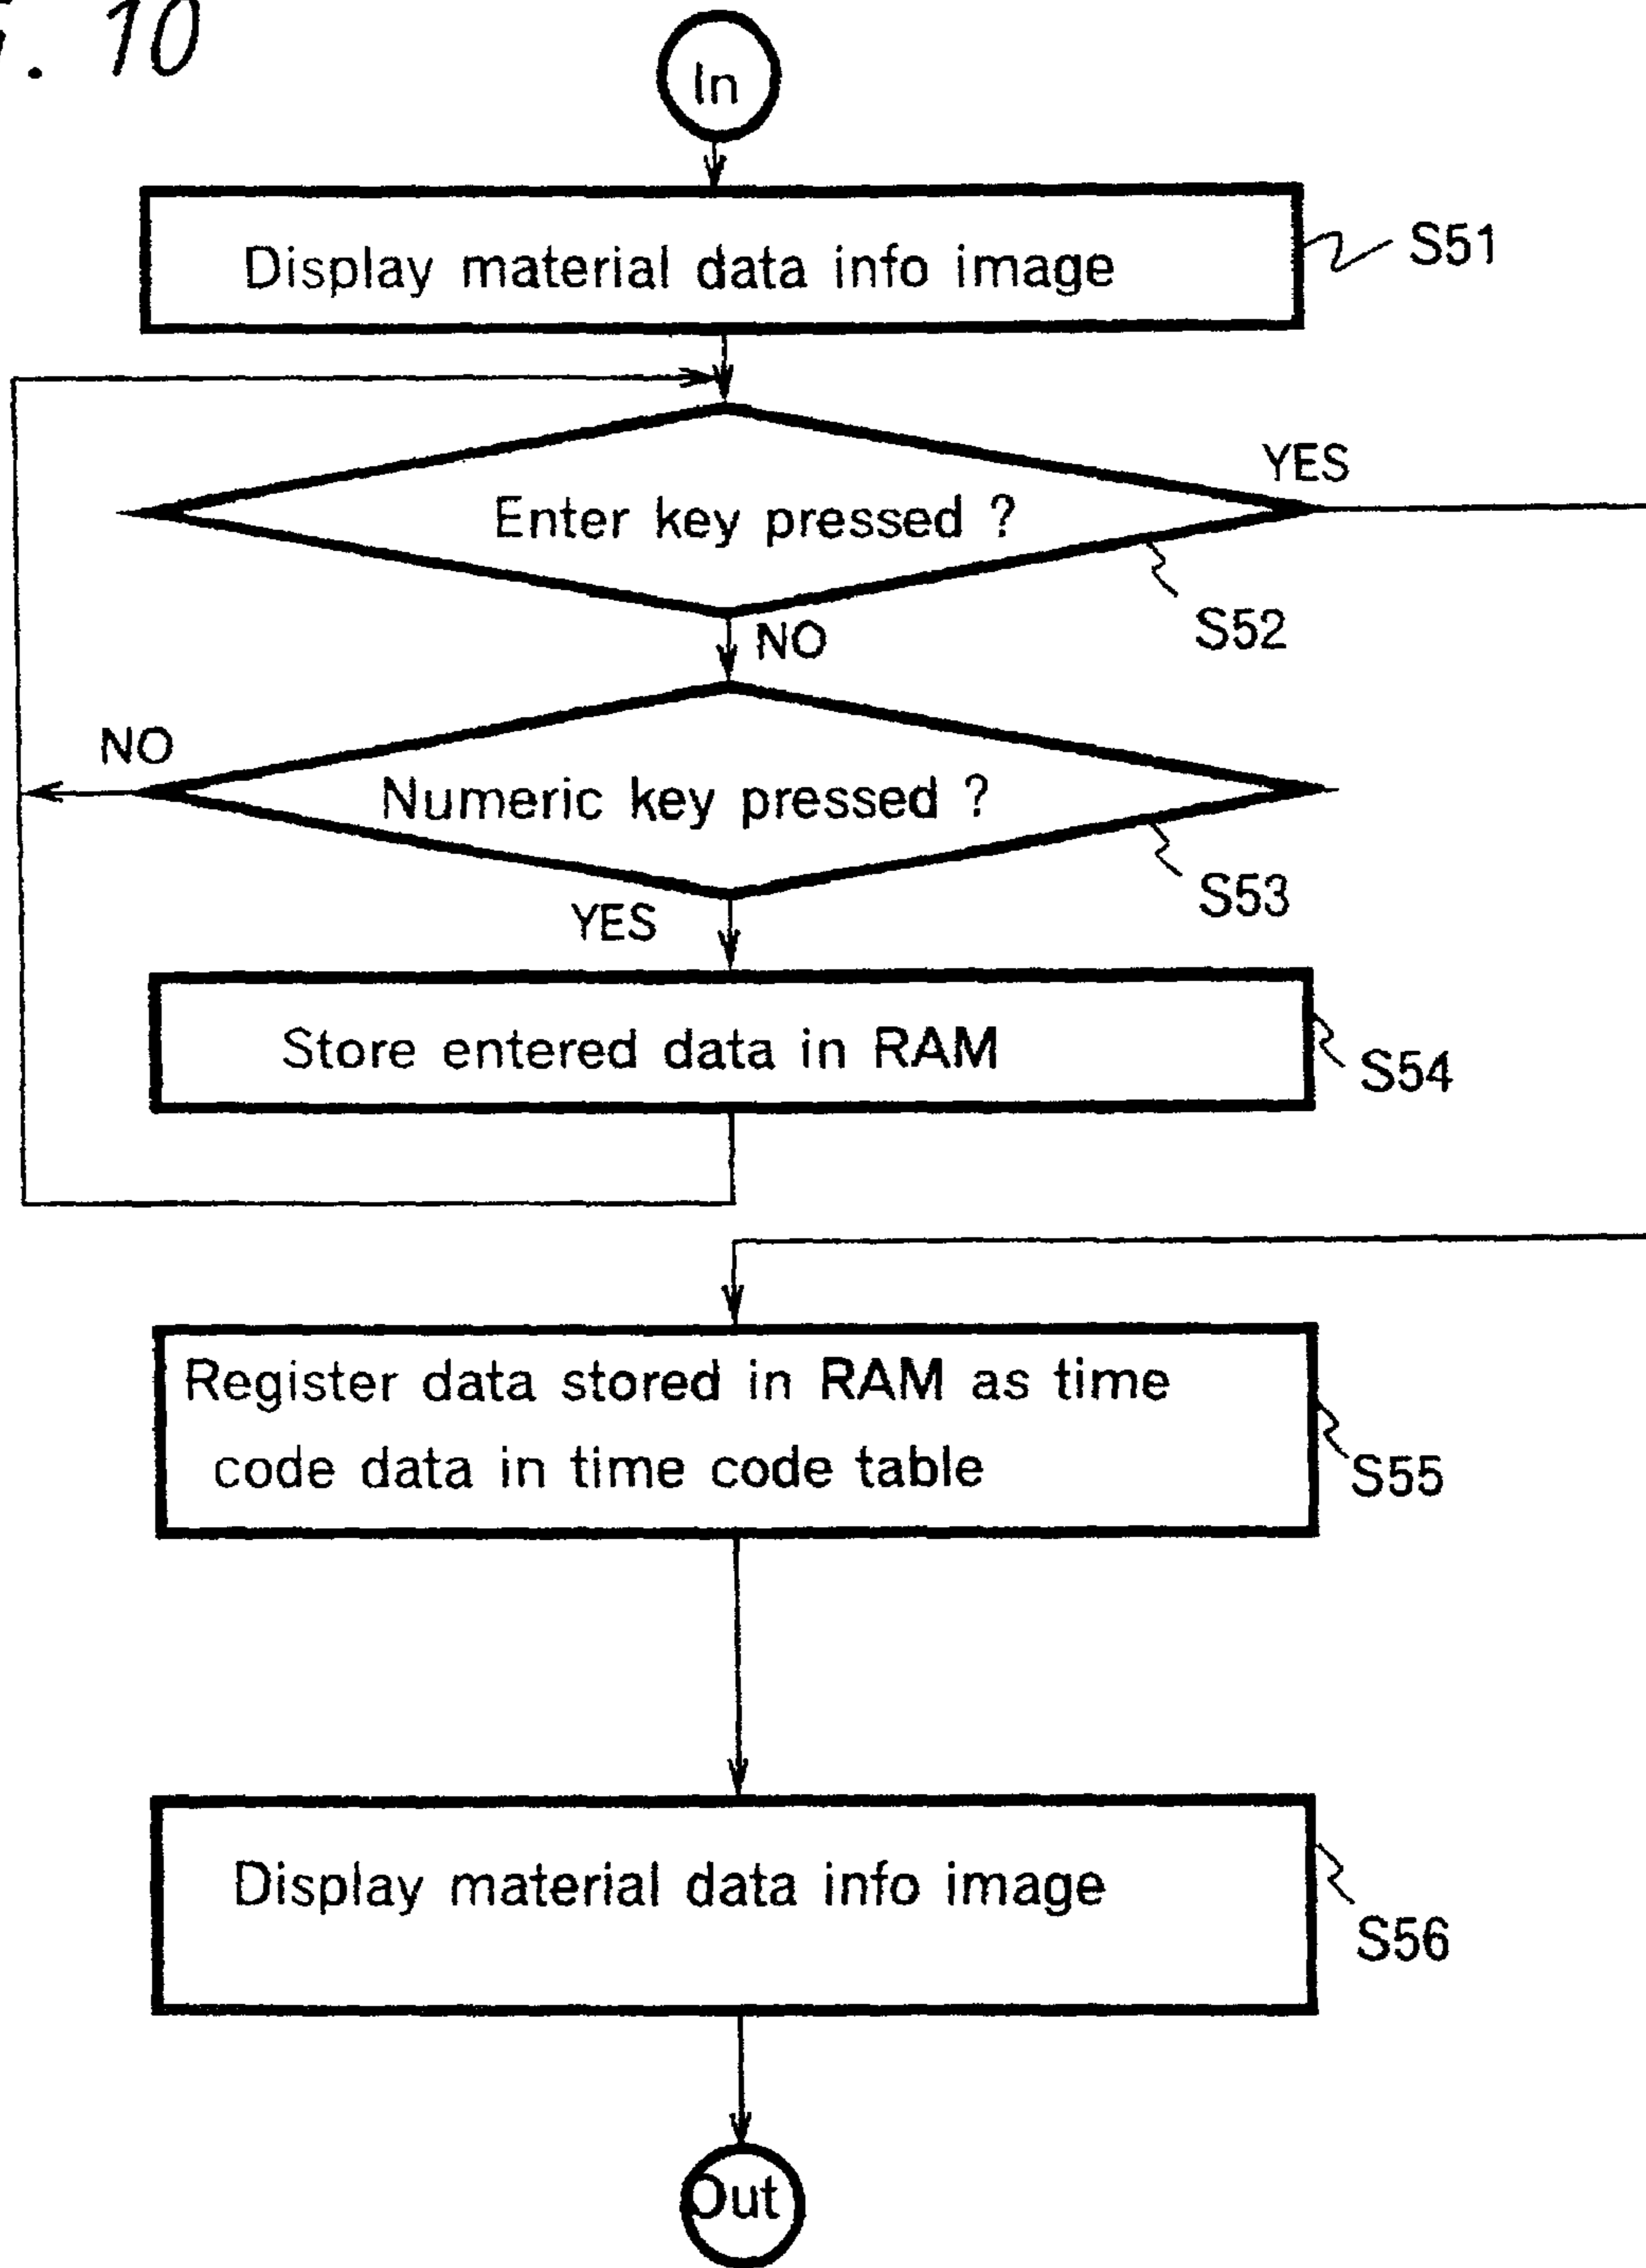 . 10
In
Display material data info image
S51
YES
Enter key pressed ?
S52
NO
NO
Numeric key pressed ?
S53
YES
Store entered data in RAM
S54
Register data stored in RAM as time
code data in time code table
S55
Display material data info image
S56
Out